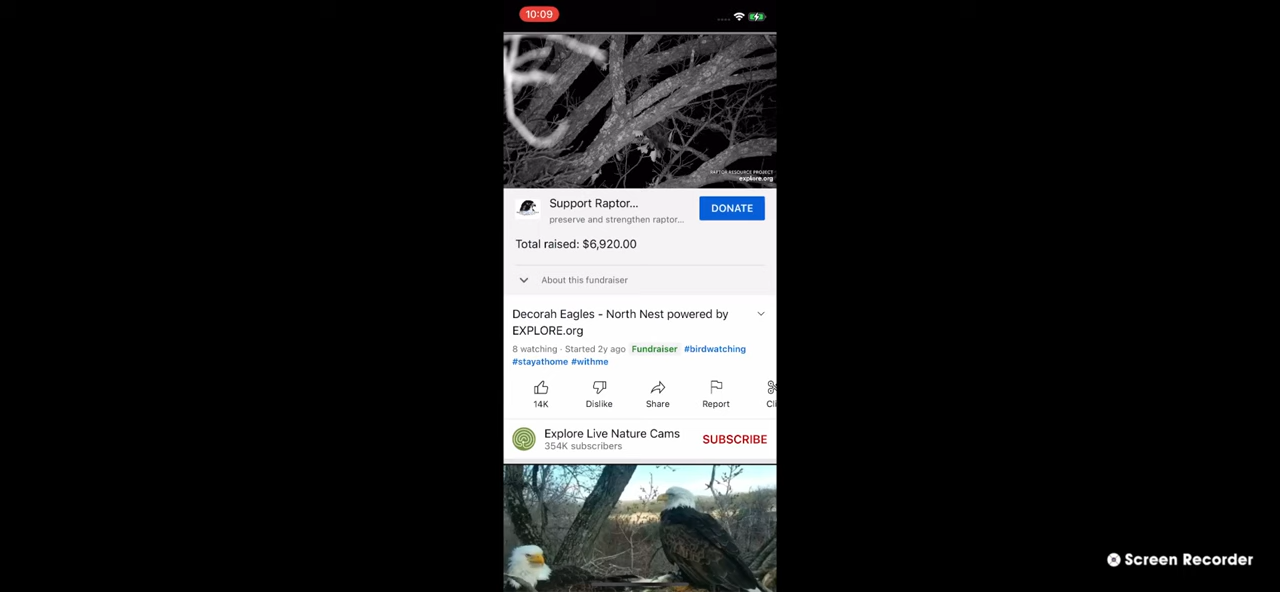 10:09
RAPTOR RESOURCE PROJECT
explore.org
Support Raptor...
preserve and strengthen raptor...
DONATE
Total raised: $6,920.00
About this fundraiser
Decorah Eagles - North Nest powered by
EXPLORE.org
8 watching · Started 2y ago Fundraiser #birdwatching
#stayathome #withme
14K
Dislike
Share
Report
Cli
Explore Live Nature Cams
354K subscribers
SUBSCRIBE
Screen Recorder